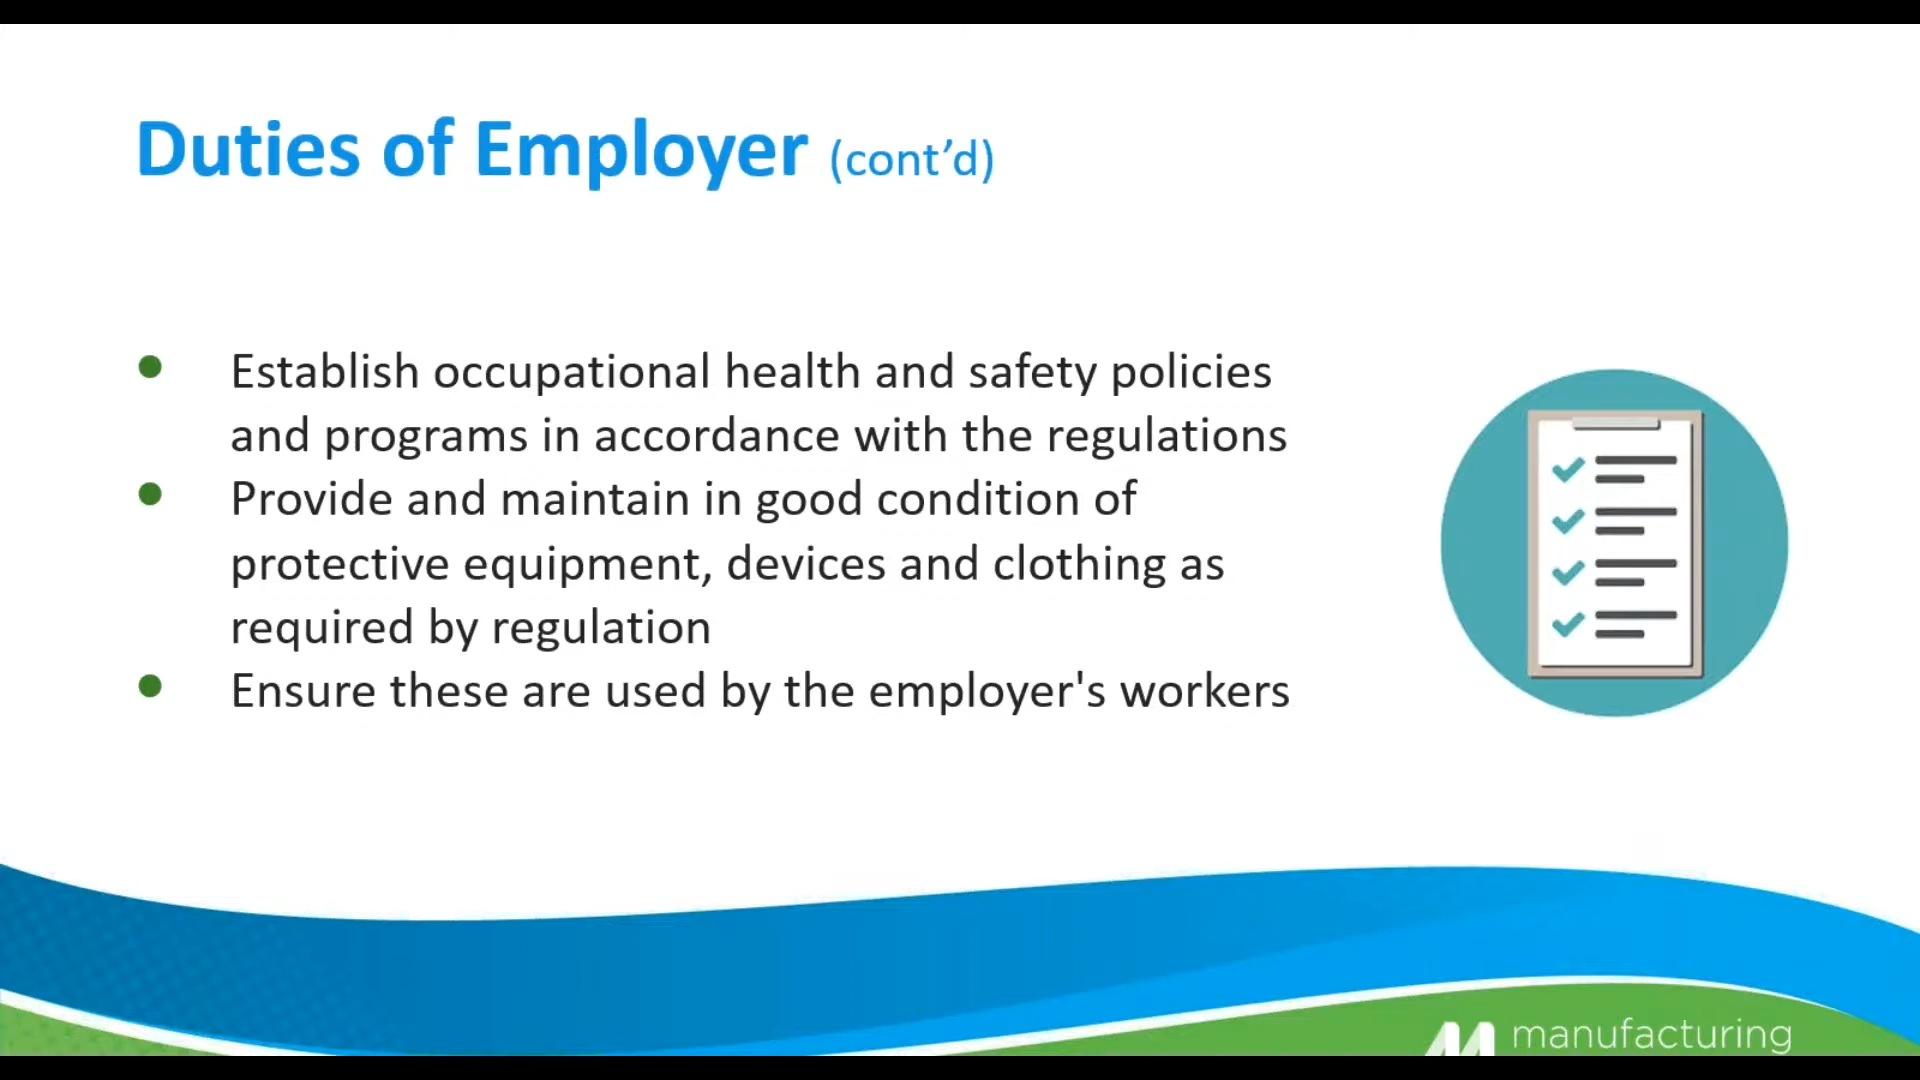 Duties of Employer (cont’d)
Establish occupational health and safety policies
and programs in accordance with the regulations
Provide and maintain in good condition of
protective equipment, devices and clothing as
required by regulation
Ensure these are used by the employer's workers
manufacturing